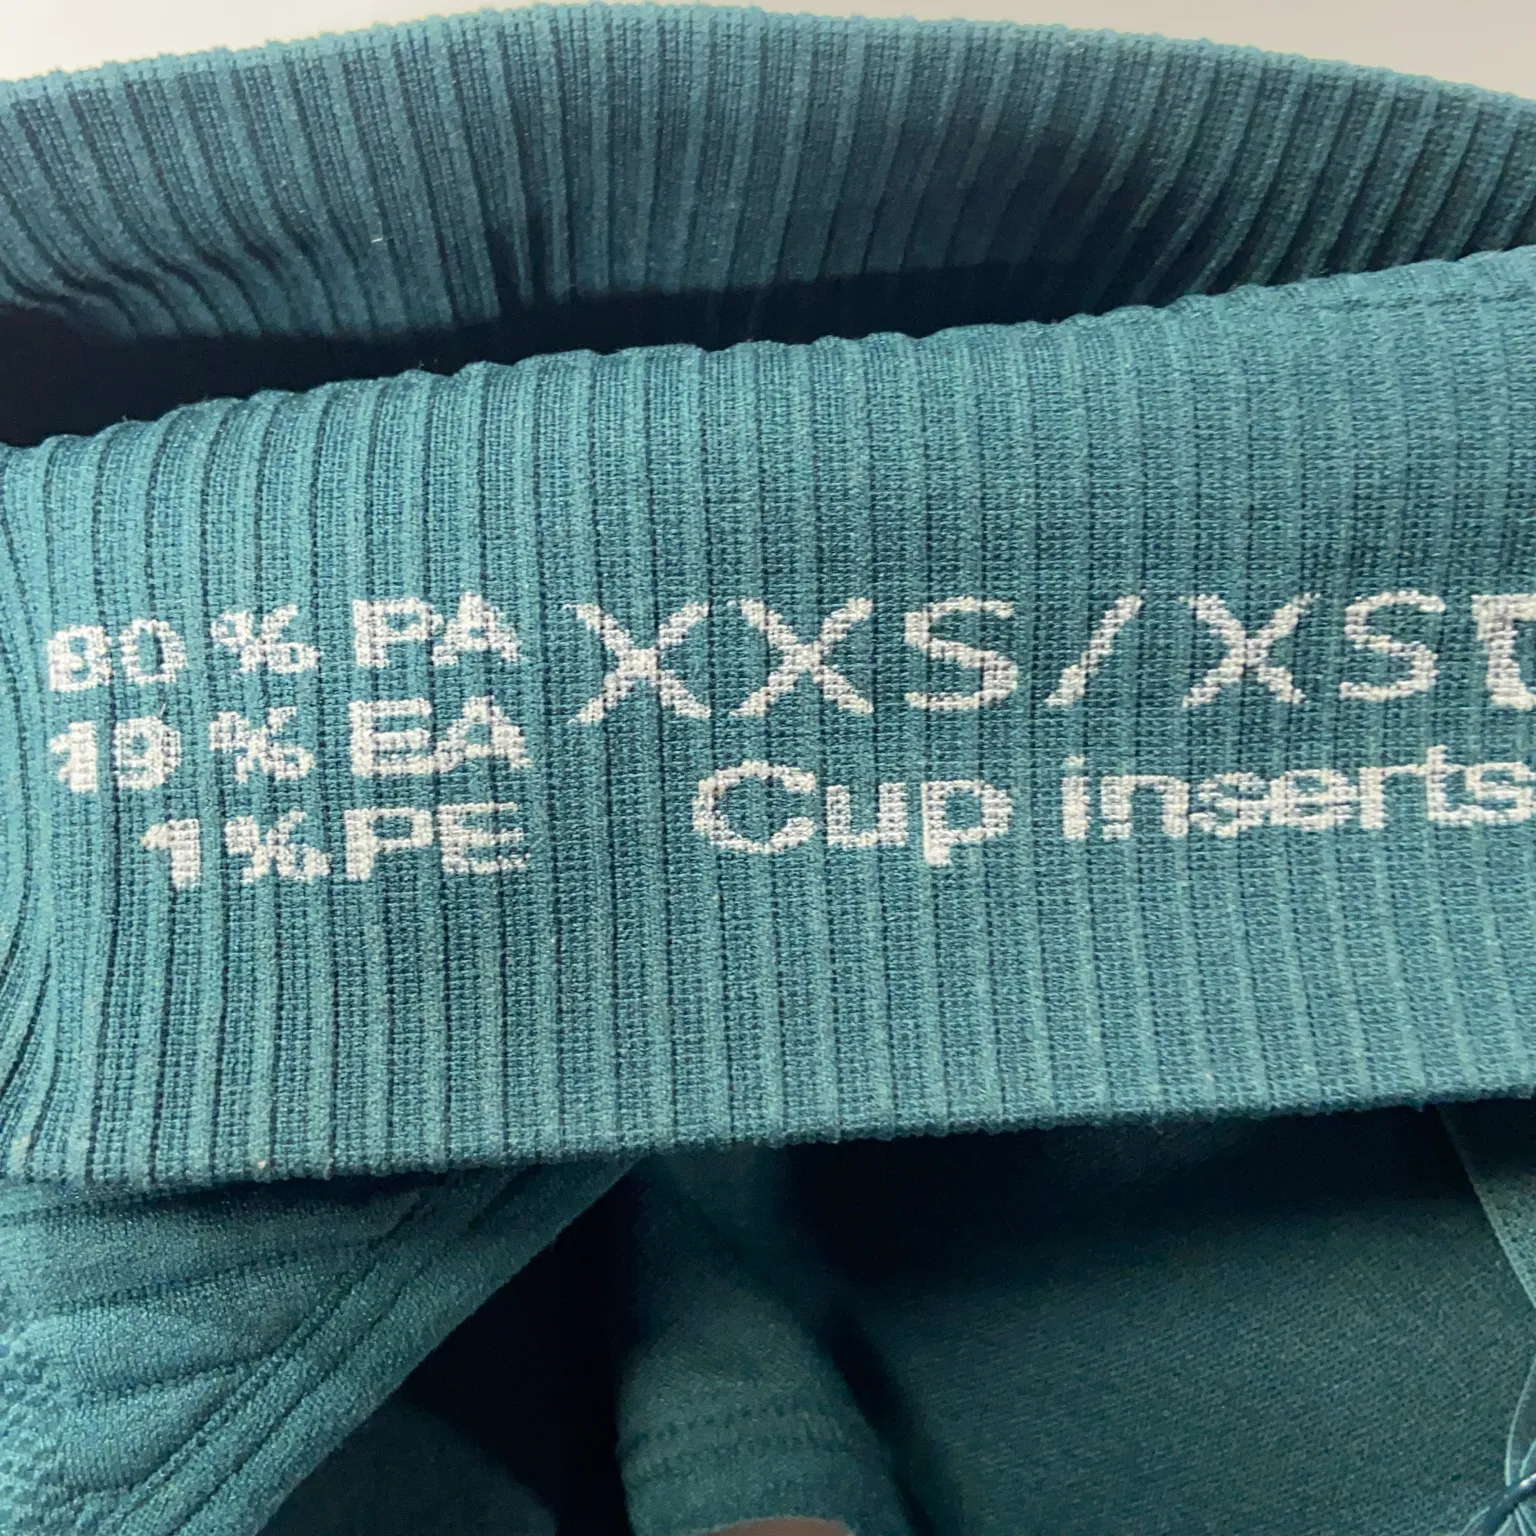 80% PA
19% EA
1% PE
XXS/XS
Cup inserts